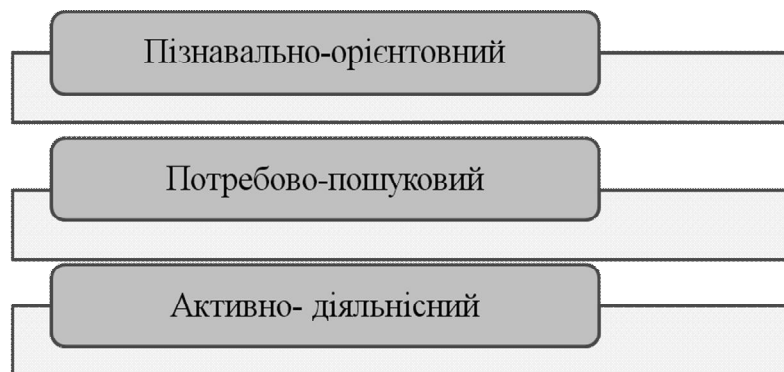 Пізнавально-орієнтовний
Потребово-пошуковий
Активно- діяльнісний